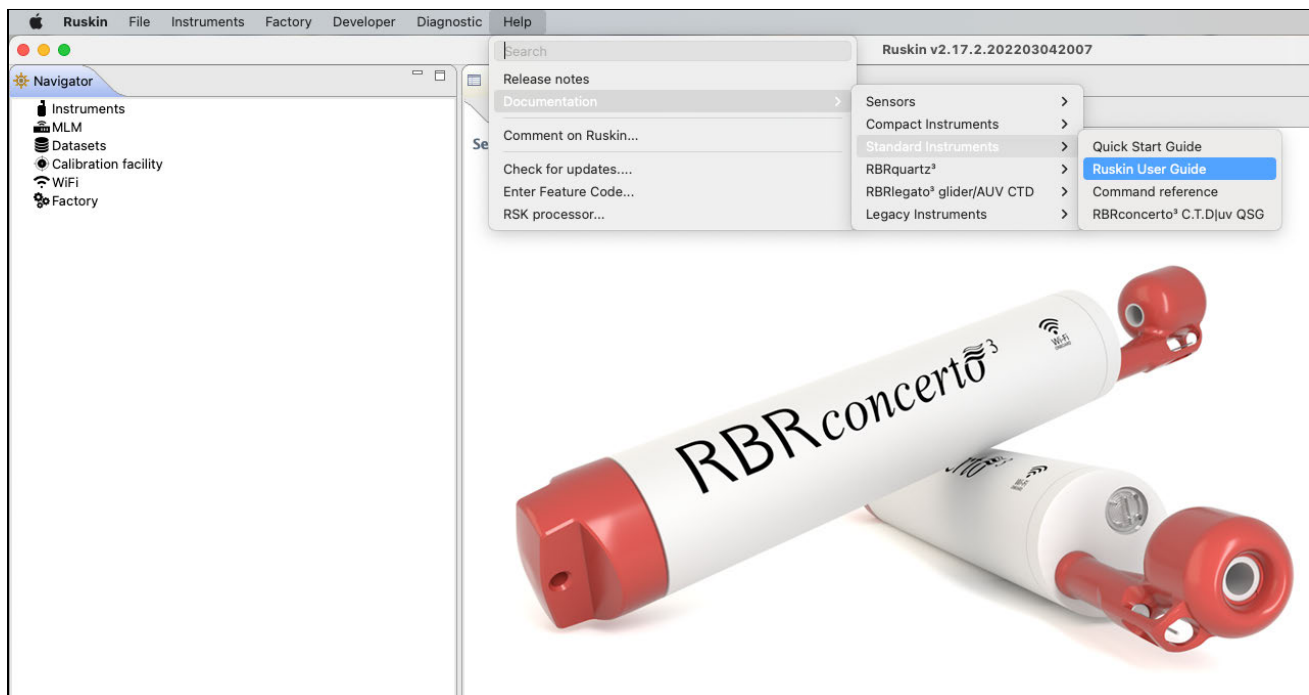 Ruskin File Instruments Factory Developer Diagnostic Help
Ruskin v2.17.2.202203042007
Navigator
Instruments
MLM
Datasets
Calibration facility
WiFi
Factory
Search
Release notes
Documentation
Comment on Ruskin...
Check for updates....
Enter Feature Code...
RSK processor...
Se
Sensors
Compact Instruments
Standard Instruments
RBRquartz³
RBRlegato³ glider/AUV CTD
Legacy Instruments
Quick Start Guide
Ruskin User Guide
Command reference
RBRconcerto³ C.T.D|uv QSG
RBRconcerto³
Wi-Fi